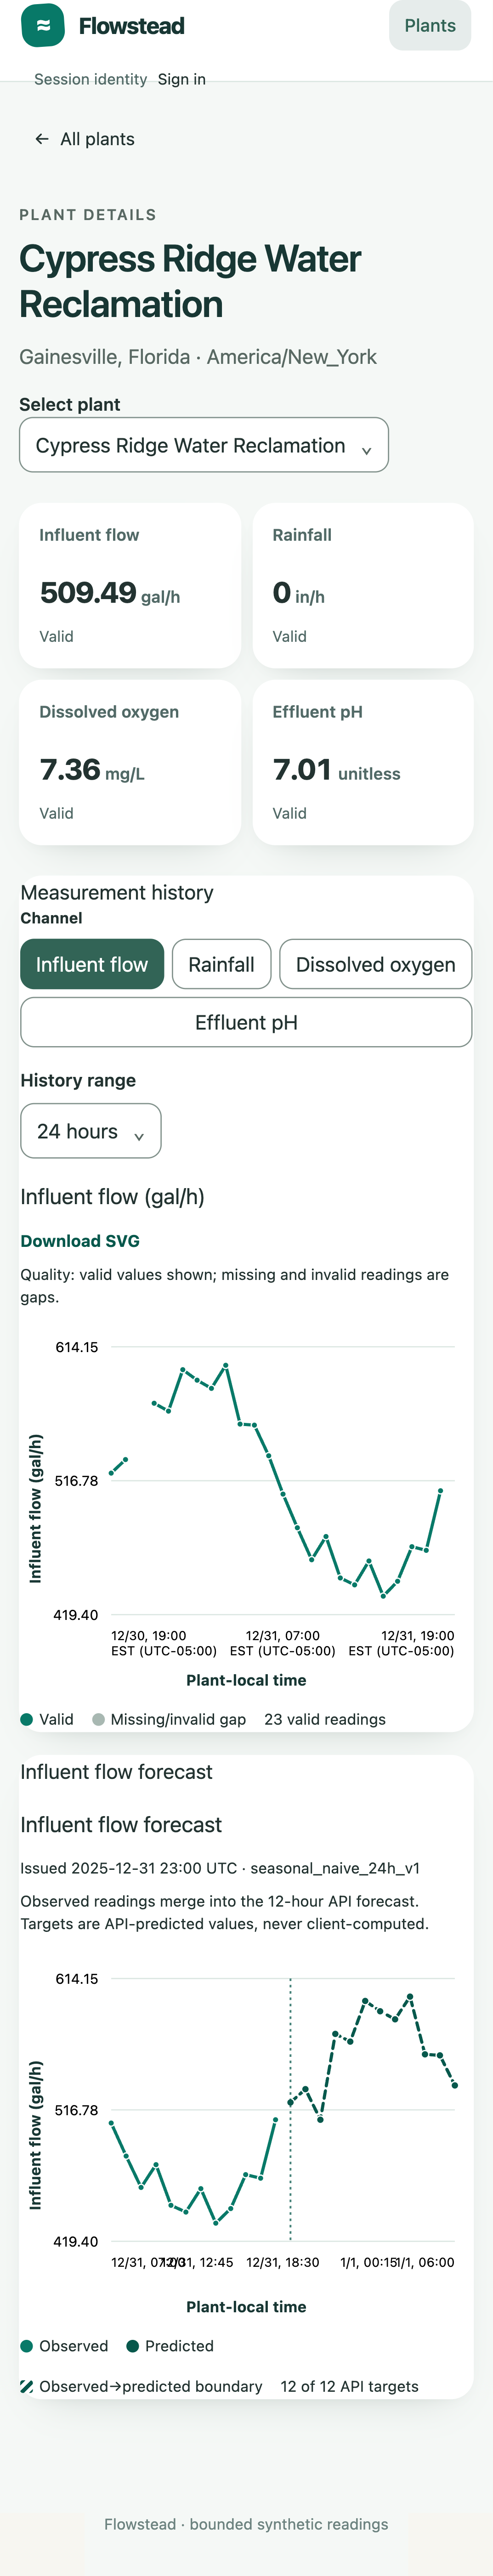 ≈ Flowstead Plants
Session identity Sign in
← All plants
PLANT DETAILS
Cypress Ridge Water
Reclamation
Gainesville, Florida · America/New_York
Select plant
Cypress Ridge Water Reclamation
Influent flow
509.49 gal/h
Valid
Rainfall
0 in/h
Valid
Dissolved oxygen
7.36 mg/L
Valid
Effluent pH
7.01 unitless
Valid
Measurement history
Channel
Influent flow Rainfall Dissolved oxygen
Effluent pH
History range
24 hours
Influent flow (gal/h)
Download SVG
Quality: valid values shown; missing and invalid readings are
gaps.
614.15
516.78
419.40
Influent flow (gal/h)
12/30, 19:00 12/31, 07:00 12/31, 19:00
EST (UTC-05:00) EST (UTC-05:00) EST (UTC-05:00)
Plant-local time
Valid Missing/invalid gap 23 valid readings
Influent flow forecast
Influent flow forecast
Issued 2025-12-31 23:00 UTC · seasonal_naive_24h_v1
Observed readings merge into the 12-hour API forecast.
Targets are API-predicted values, never client-computed.
614.15
516.78
419.40
Influent flow (gal/h)
12/31, 07:00 12/31, 12:45 12/31, 18:30 1/1, 00:15 1/1, 06:00
Plant-local time
Observed Predicted
Observed→predicted boundary 12 of 12 API targets
Flowstead · bounded synthetic readings